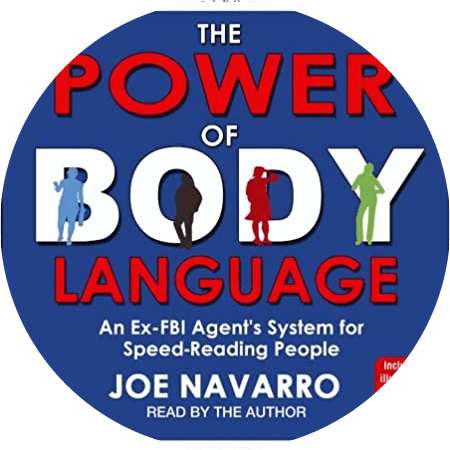 THE
POWER
OF
BODY
LANGUAGE
An Ex-FBI Agent's System for
Speed-Reading People
JOE NAVARRO
READ BY THE AUTHOR